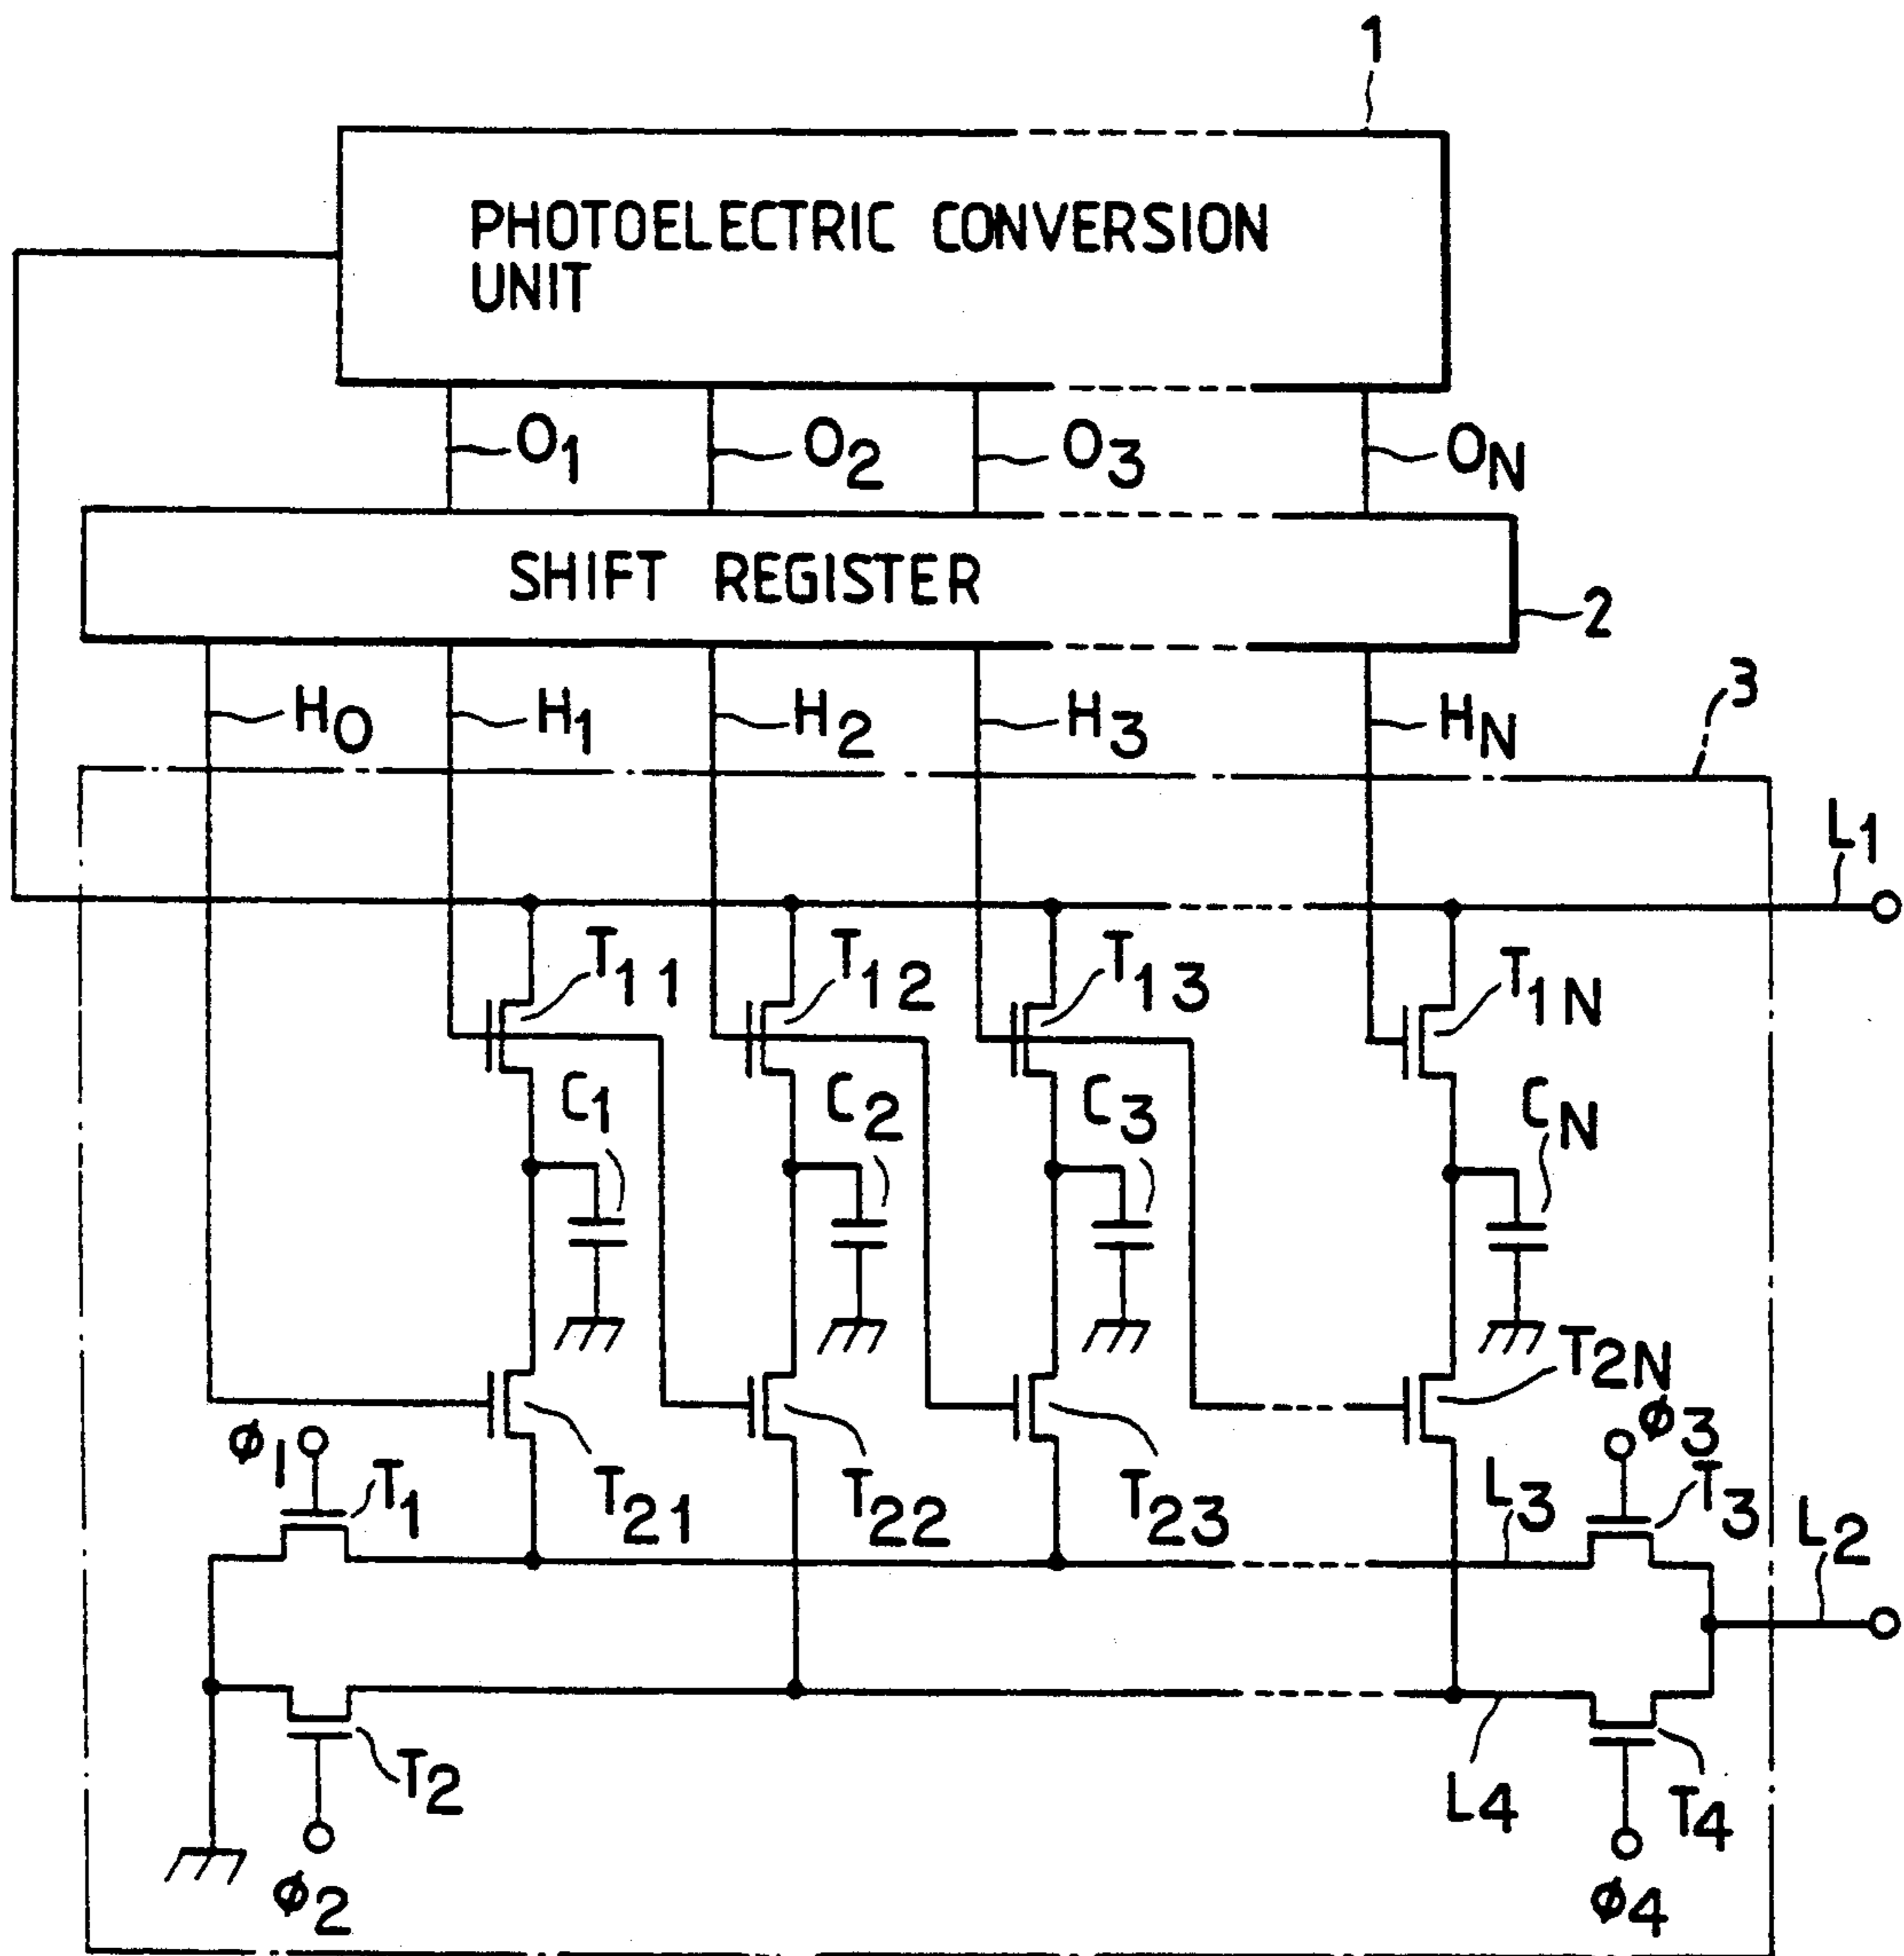 1
PHOTOELECTRIC CONVERSION
UNIT
O1 O2 O3 ON
SHIFT REGISTER
2
H0 H1 H2 H3 HN
3
L1
T11 T12 T13 T1N
C1 C2 C3 CN
T2N
ϕ1 ϕ3
T1 T21 T22 T23 L3 T3 L2
T2 L4 T4
ϕ2 ϕ4